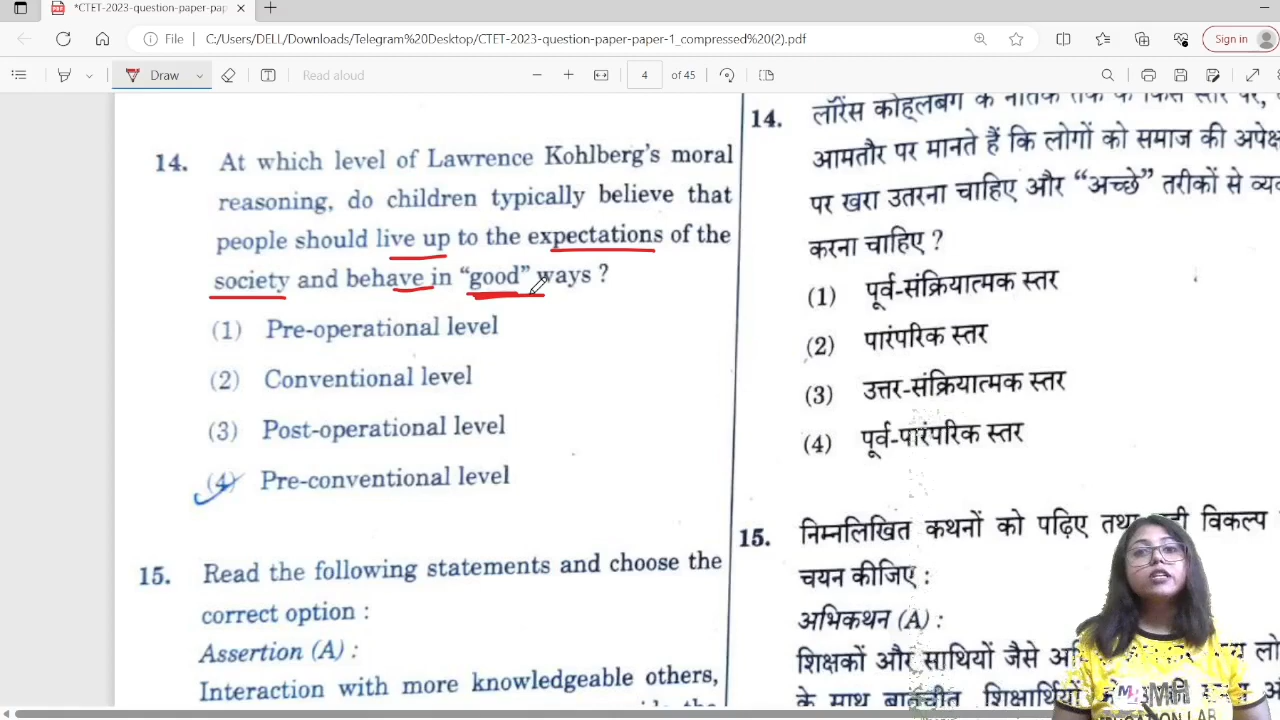 *CTET-2023-question-paper-pap
File C:/Users/DELL/Downloads/Telegram%20Desktop/CTET-2023-question-paper-paper-1_compressed%20(2).pdf
Sign in
Draw
Read aloud
4 of 45
14. At which level of Lawrence Kohlberg's moral
reasoning, do children typically believe that
people should live up to the expectations of the
society and behave in “good” ways ?
(1) Pre-operational level
(2) Conventional level
(3) Post-operational level
(4) Pre-conventional level
15. Read the following statements and choose the
correct option :
Assertion (A) :
Interaction with more knowledgeable others,
14. लॉरेंस कोह्लबर्ग के नैतिक तर्क के किस स्तर पर,
आमतौर पर मानते हैं कि लोगों को समाज की
पर खरा उतरना चाहिए और “अच्छे” तरीकों से
करना चाहिए ?
(1) पूर्व-संक्रियात्मक स्तर
(2) पारंपरिक स्तर
(3) उत्तर-संक्रियात्मक स्तर
(4) पूर्व-पारंपरिक स्तर
15. निम्नलिखित कथनों को पढ़िए तथा विकल्प
चयन कीजिए :
अभिकथन (A) :
शिक्षकों और साथियों जैसे
के साथ बातचीत